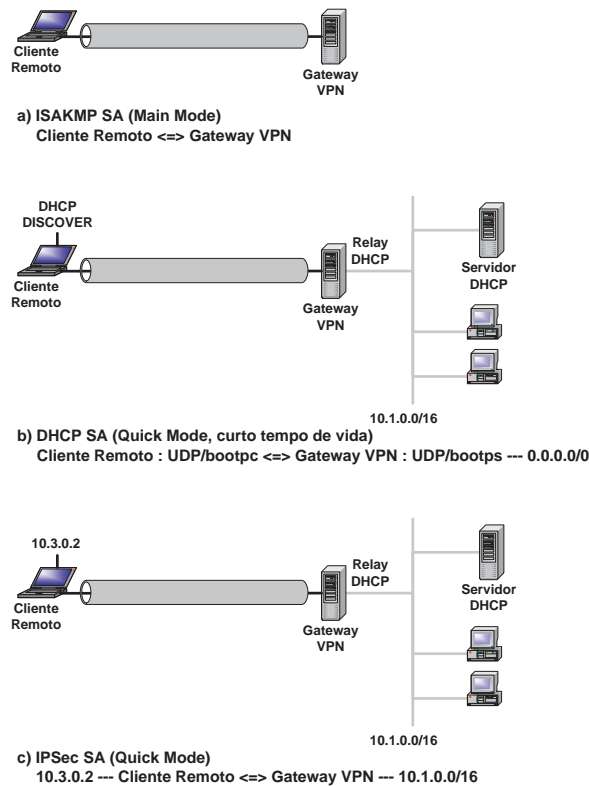 Cliente
Remoto
Gateway
VPN
a) ISAKMP SA (Main Mode)
Cliente Remoto <=> Gateway VPN
DHCP
DISCOVER
Cliente
Remoto
Gateway
VPN
Relay
DHCP
Servidor
DHCP
10.1.0.0/16
b) DHCP SA (Quick Mode, curto tempo de vida)
Cliente Remoto : UDP/bootpc <=> Gateway VPN : UDP/bootps --- 0.0.0.0/0
10.3.0.2
Cliente
Remoto
Gateway
VPN
Relay
DHCP
Servidor
DHCP
10.1.0.0/16
c) IPSec SA (Quick Mode)
10.3.0.2 --- Cliente Remoto <=> Gateway VPN --- 10.1.0.0/16